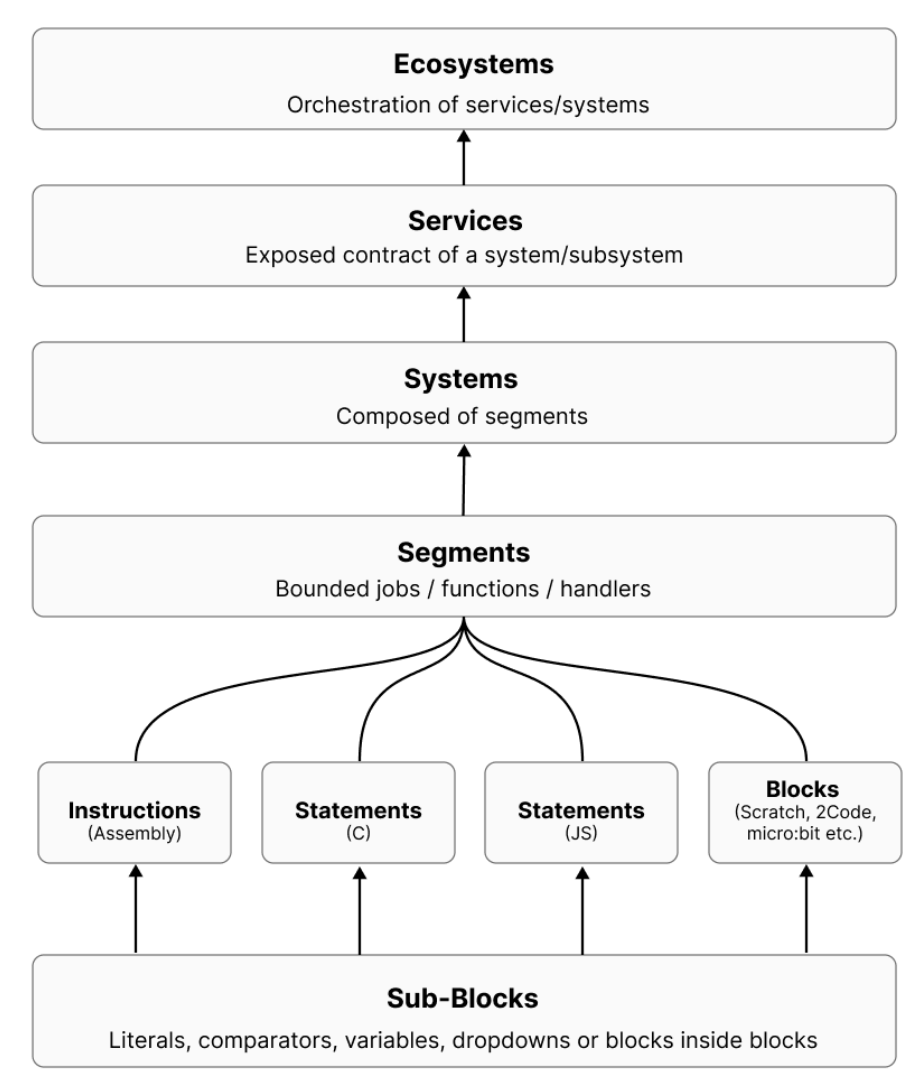 Ecosystems
Orchestration of services/systems
Services
Exposed contract of a system/subsystem
Systems
Composed of segments
Segments
Bounded jobs / functions / handlers
Instructions
(Assembly)
Statements
(C)
Statements
(JS)
Blocks
(Scratch, 2Code,
micro:bit etc.)
Sub-Blocks
Literals, comparators, variables, dropdowns or blocks inside blocks